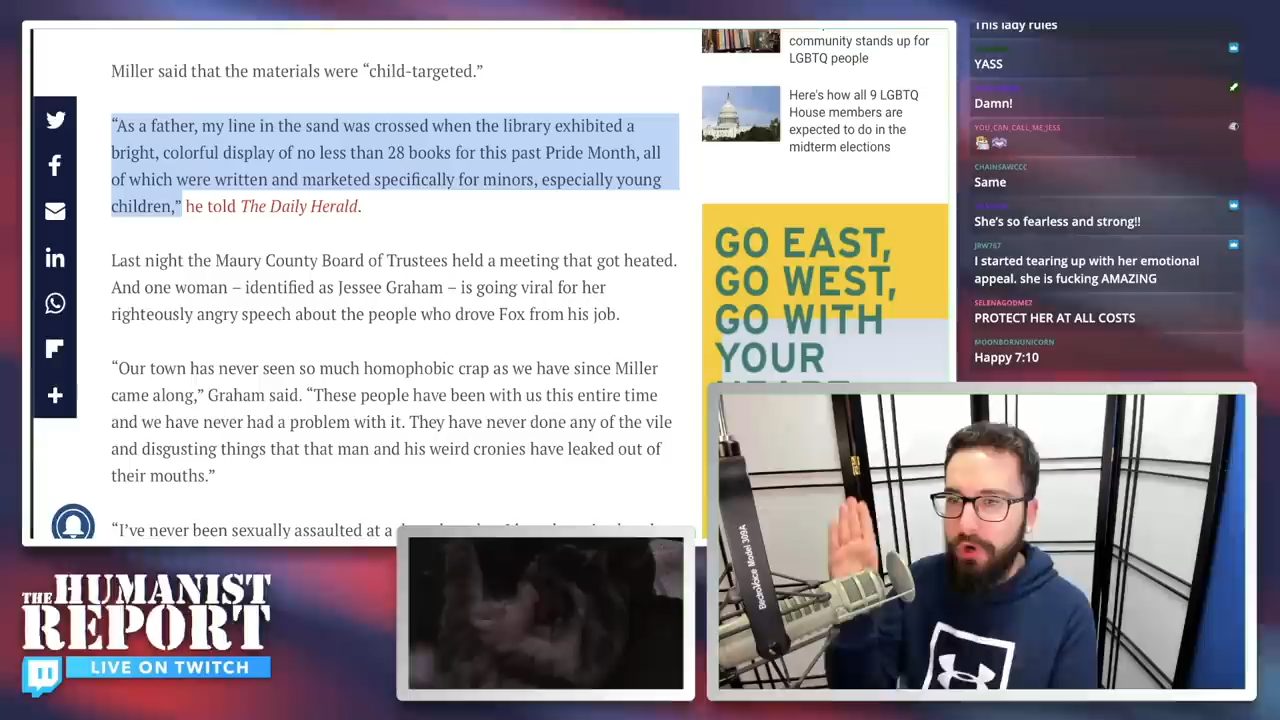 Miller said that the materials were “child-targeted.”
“As a father, my line in the sand was crossed when the library exhibited a
bright, colorful display of no less than 28 books for this past Pride Month, all
of which were written and marketed specifically for minors, especially young
children,” he told The Daily Herald.
Last night the Maury County Board of Trustees held a meeting that got heated.
And one woman – identified as Jessee Graham – is going viral for her
righteously angry speech about the people who drove Fox from his job.
“Our town has never seen so much homophobic crap as we have since Miller
came along,” Graham said. “These people have been with us this entire time
and we have never had a problem with it. They have never done any of the vile
and disgusting things that that man and his weird cronies have leaked out of
their mouths.”
“I’ve never been sexually assaulted at a
community stands up for
LGBTQ people
Here's how all 9 LGBTQ
House members are
expected to do in the
midterm elections
GO EAST,
GO WEST,
GO WITH
YOUR
HEART
This lady rules
YASS
Damn!
YOU_CAN_CALL_ME_JESS
CHAINSAWCCC
Same
She’s so fearless and strong!!
JRW767
I started tearing up with her emotional
appeal. she is fucking AMAZING
SELENAGODMEZ
PROTECT HER AT ALL COSTS
MOONBORNUNICORN
Happy 7:10
ElectroVoice Model 309A
THE HUMANIST
REPORT
LIVE ON TWITCH